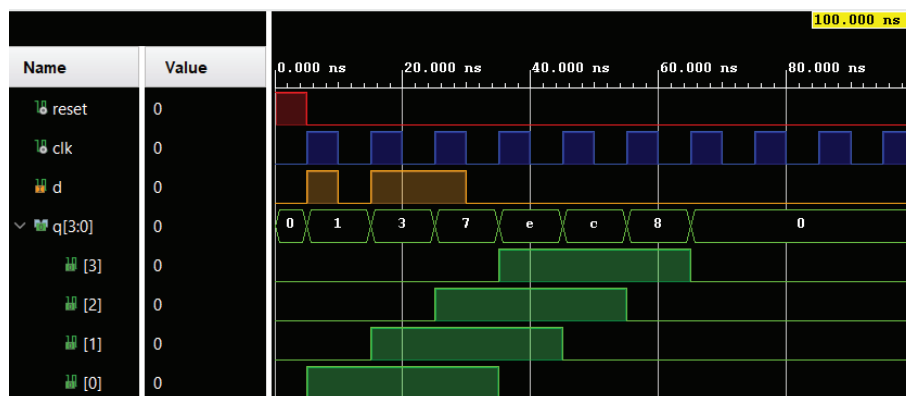 100.000 ns
Name Value
0.000 ns 20.000 ns 40.000 ns 60.000 ns 80.000 ns
reset 0
clk 0
d 0
q[3:0] 0 0 1 3 7 e c 8 0
[3] 0
[2] 0
[1] 0
[0] 0